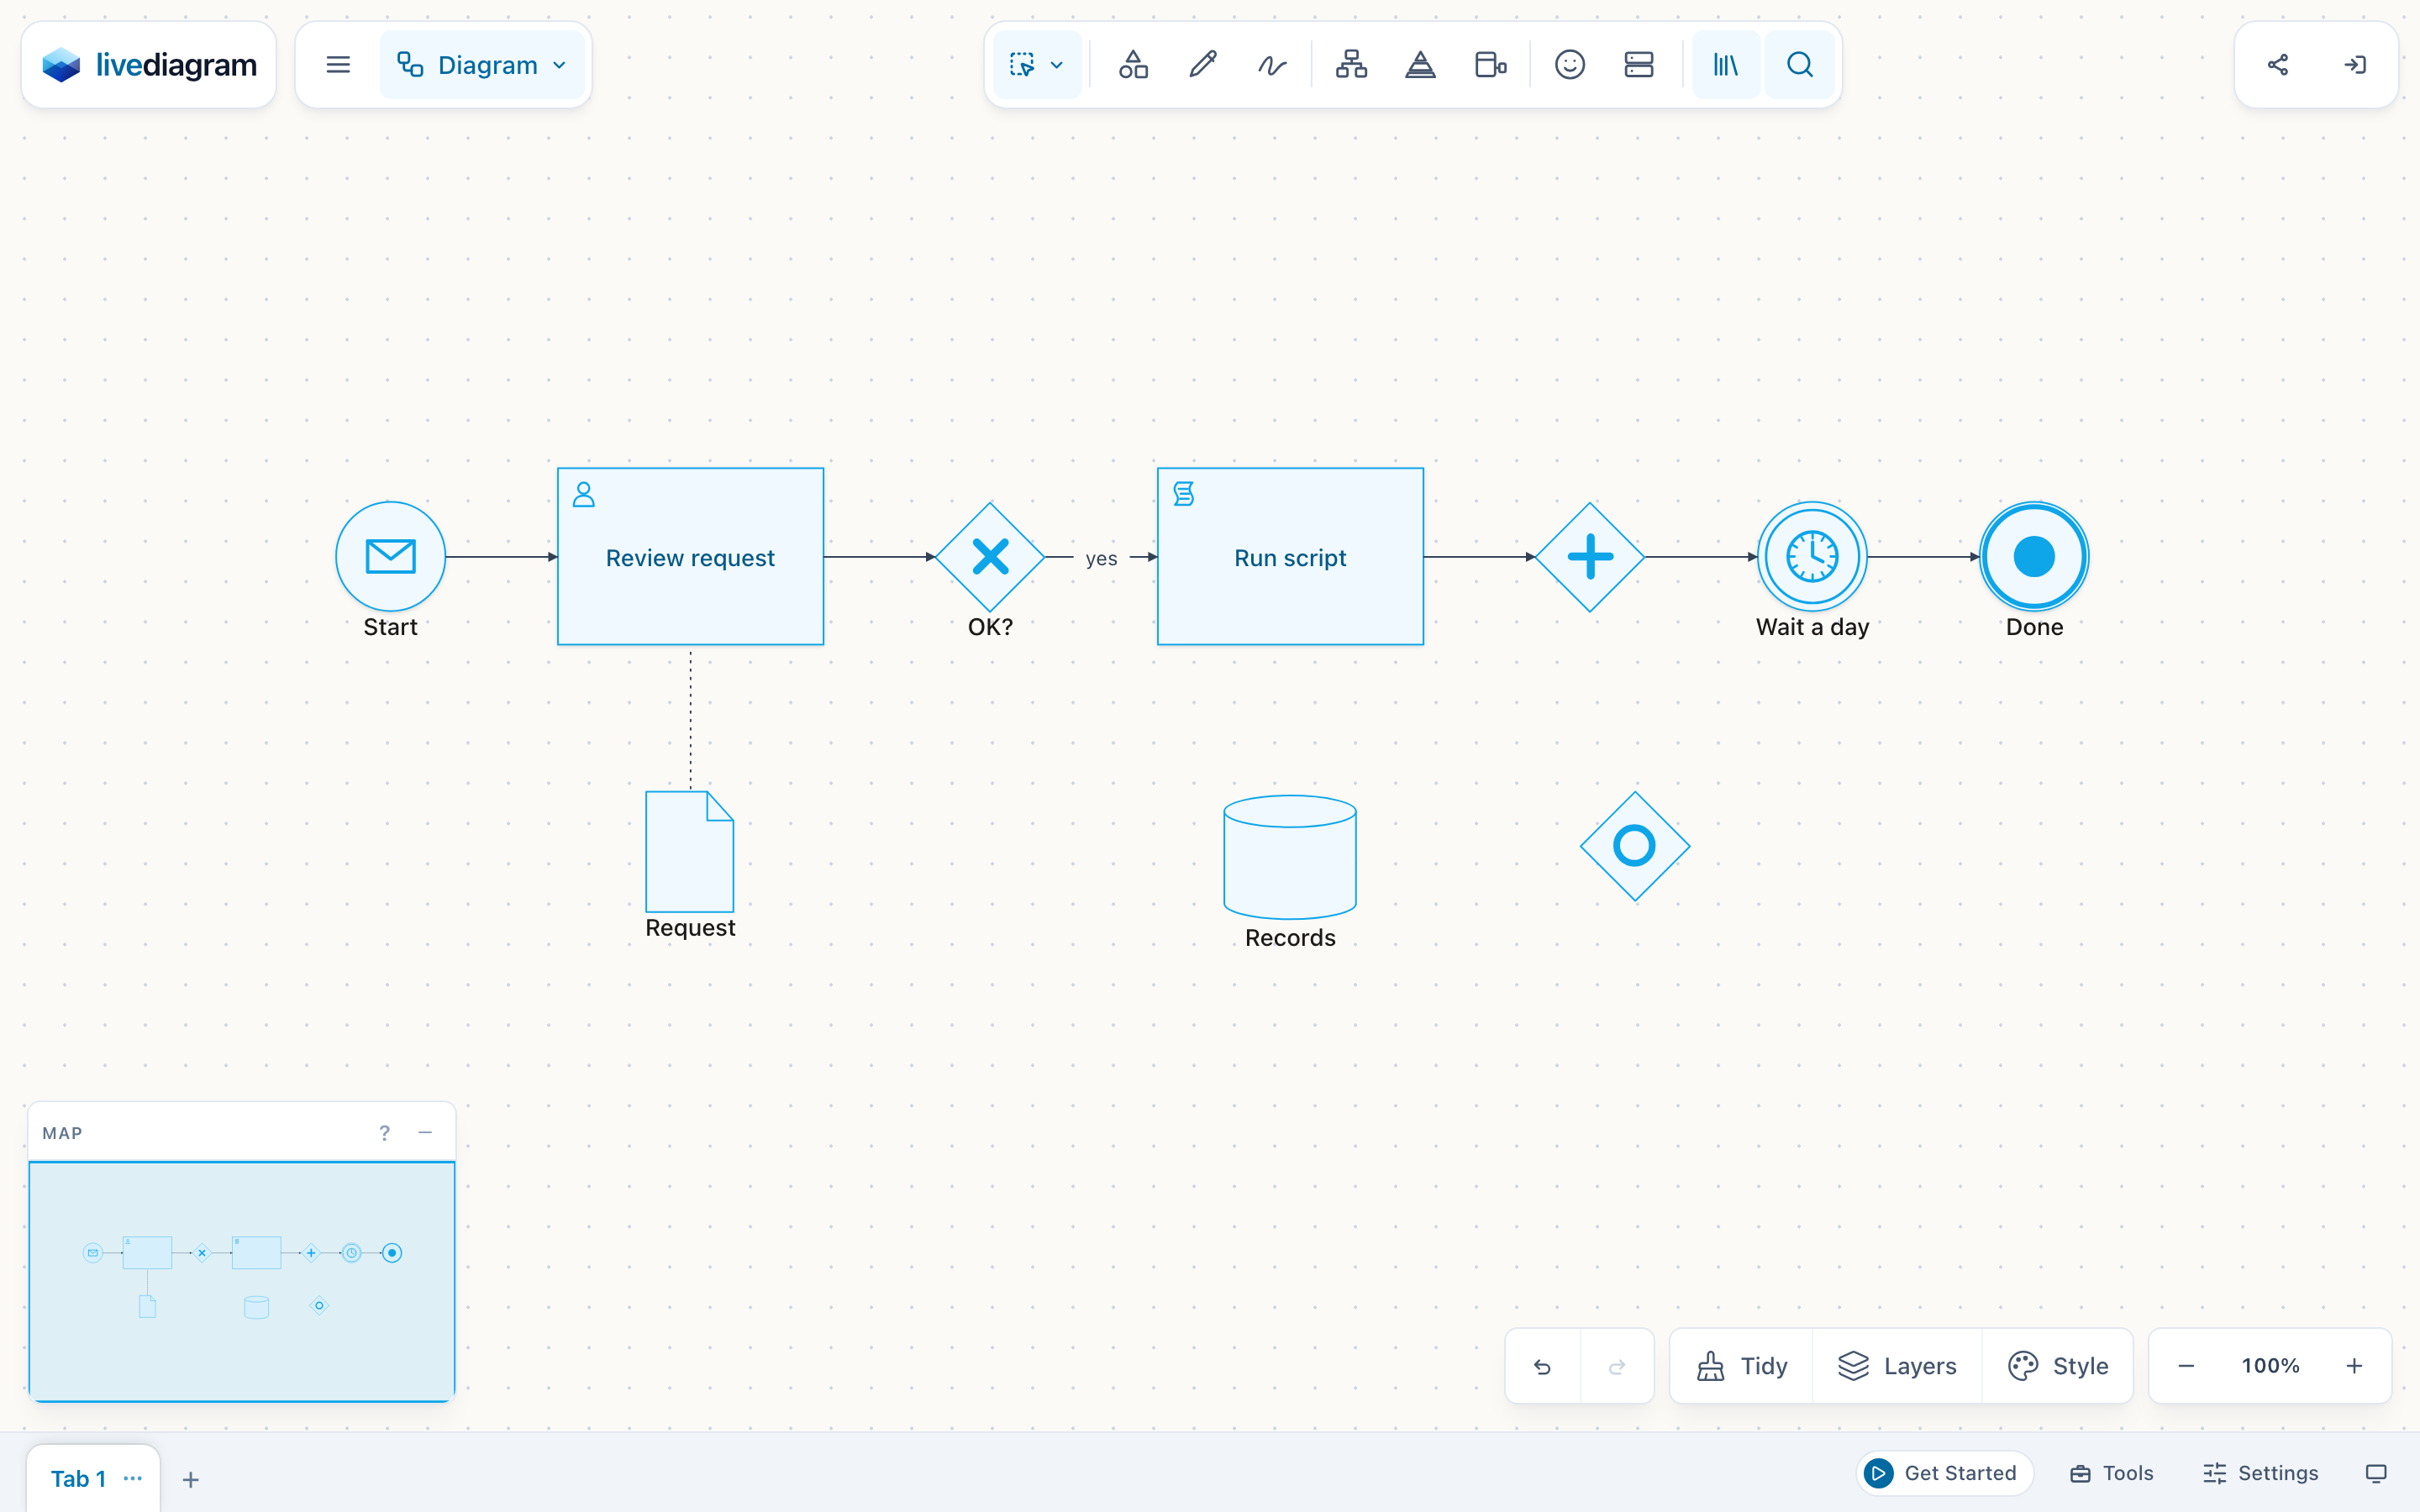 livediagram
Diagram
Review request
yes
Run script
Start
OK?
Wait a day
Done
Request
Records
MAP
?
Tidy
Layers
Style
100%
Tab 1
Get Started
Tools
Settings